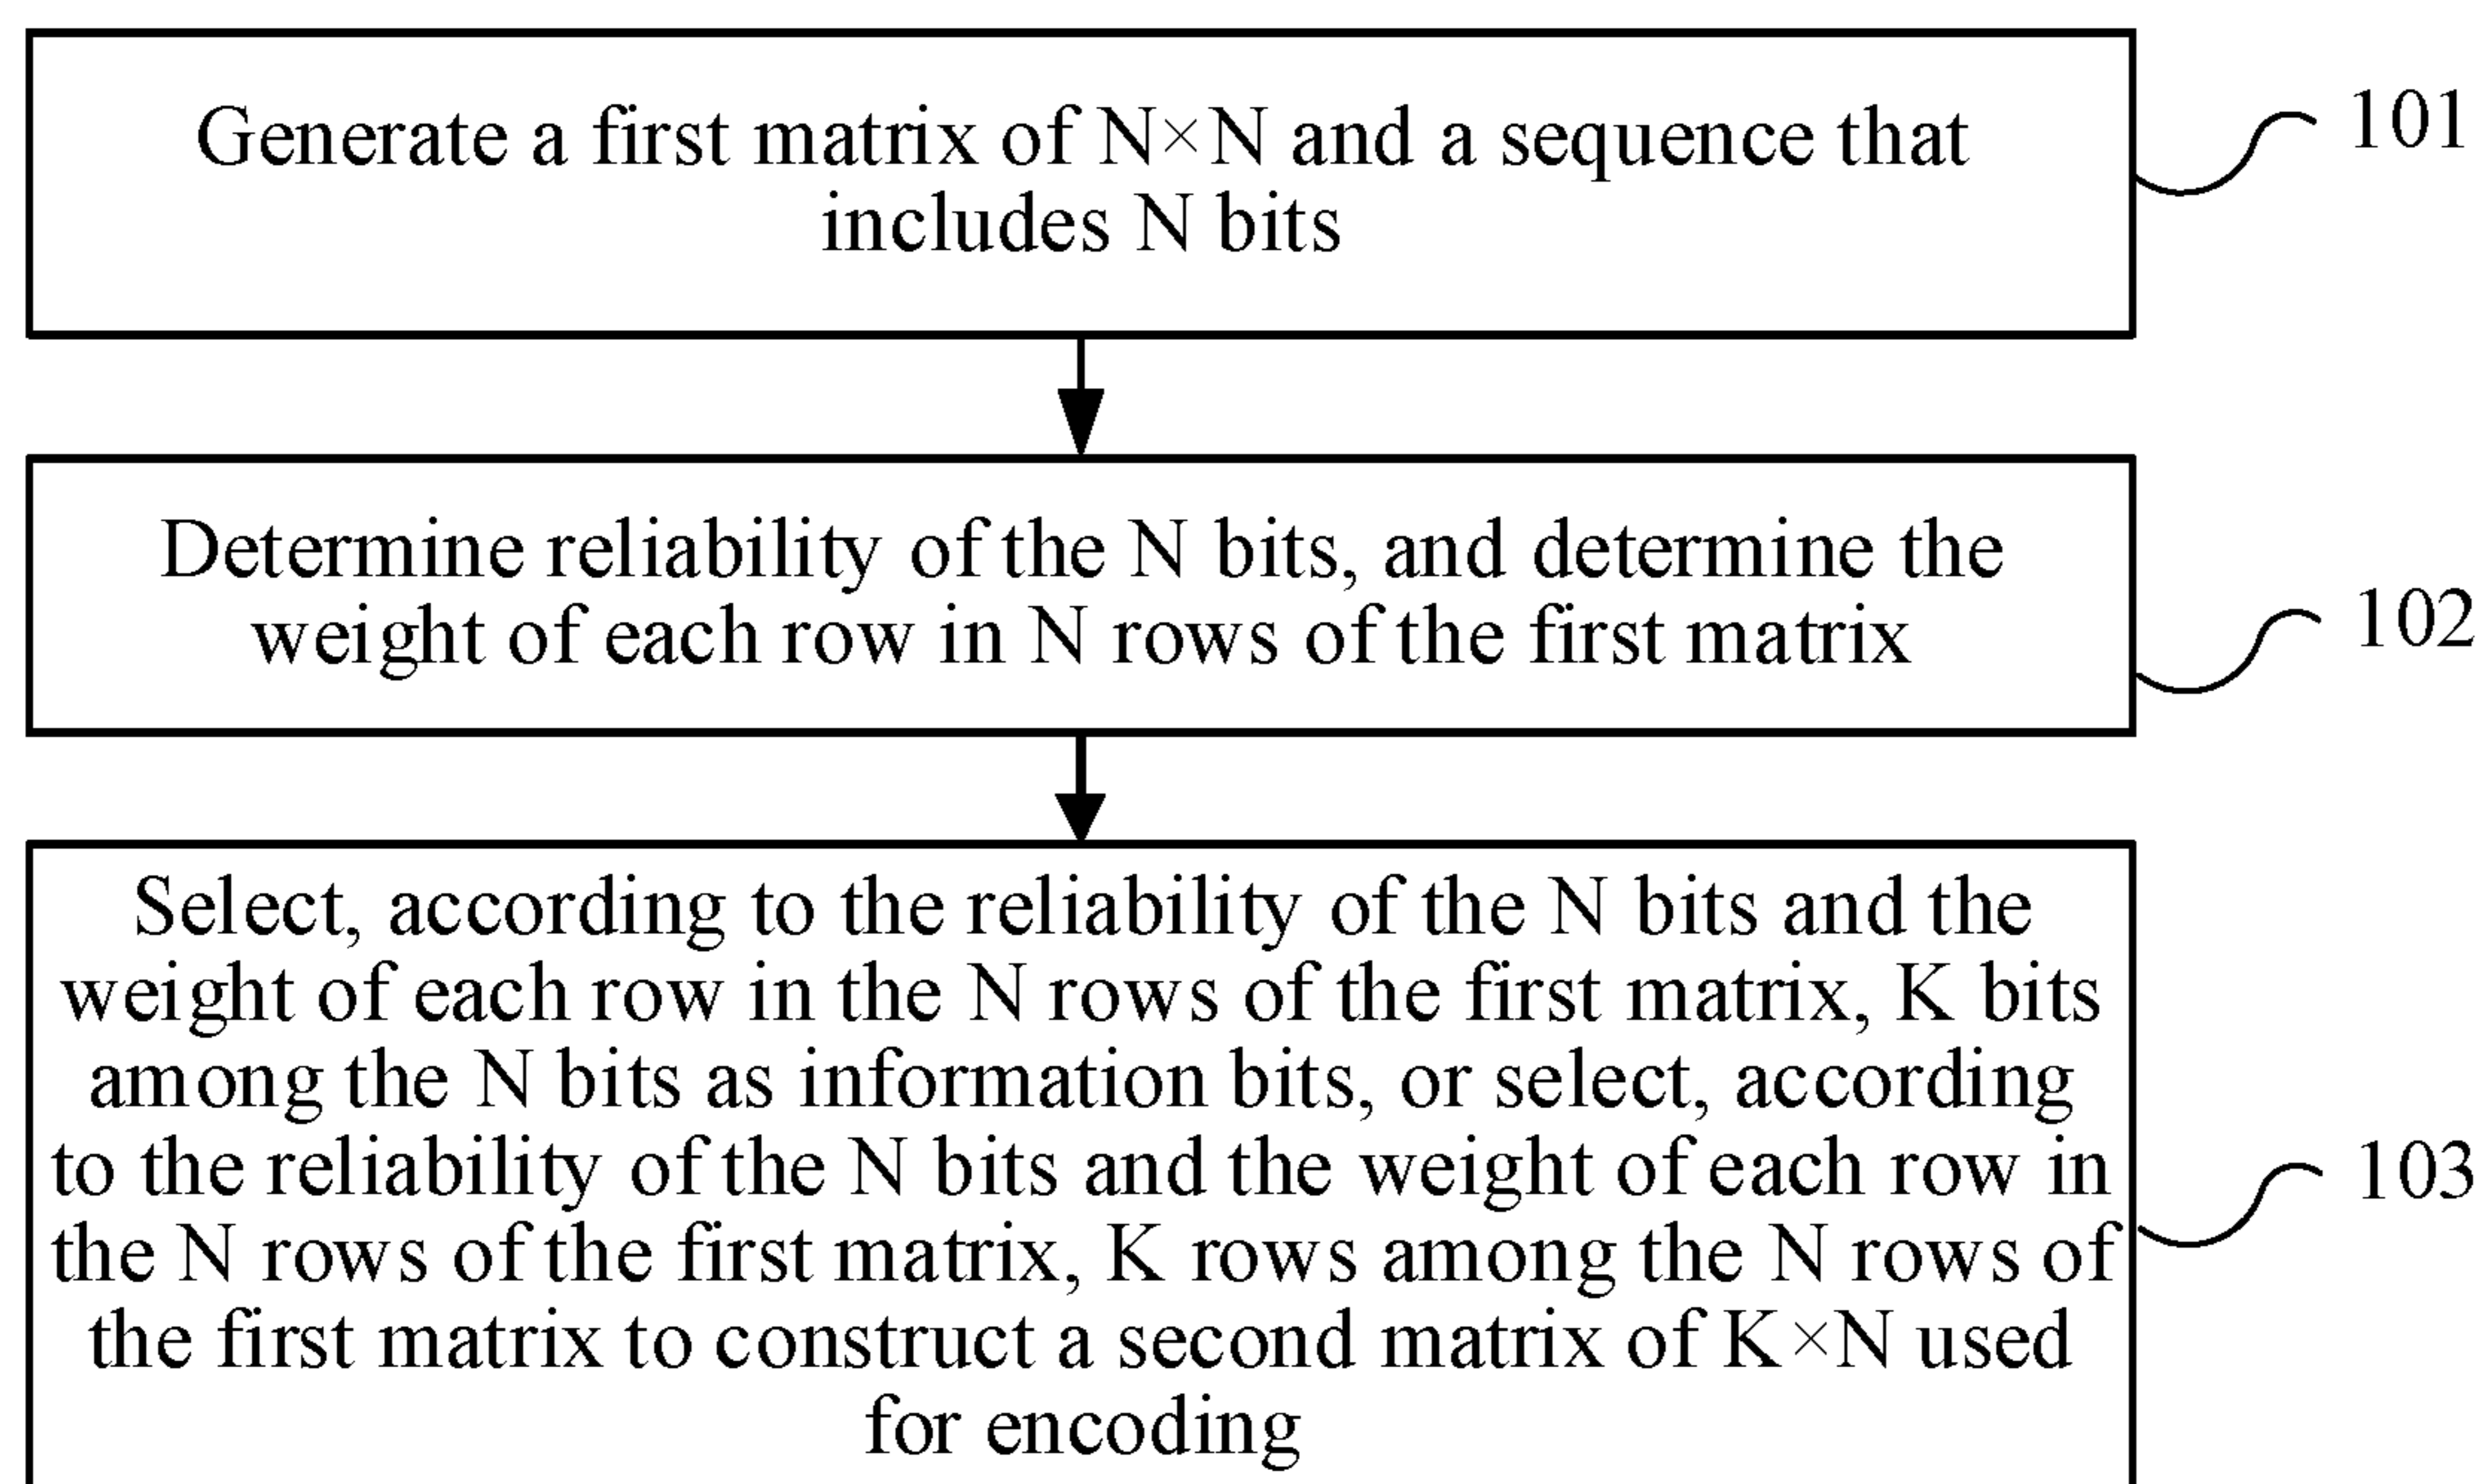 Generate a first matrix of N×N and a sequence that
includes N bits
101
Determine reliability of the N bits, and determine the
weight of each row in N rows of the first matrix
102
Select, according to the reliability of the N bits and the
weight of each row in the N rows of the first matrix, K bits
among the N bits as information bits, or select, according
to the reliability of the N bits and the weight of each row in
the N rows of the first matrix, K rows among the N rows of
the first matrix to construct a second matrix of K×N used
for encoding
103